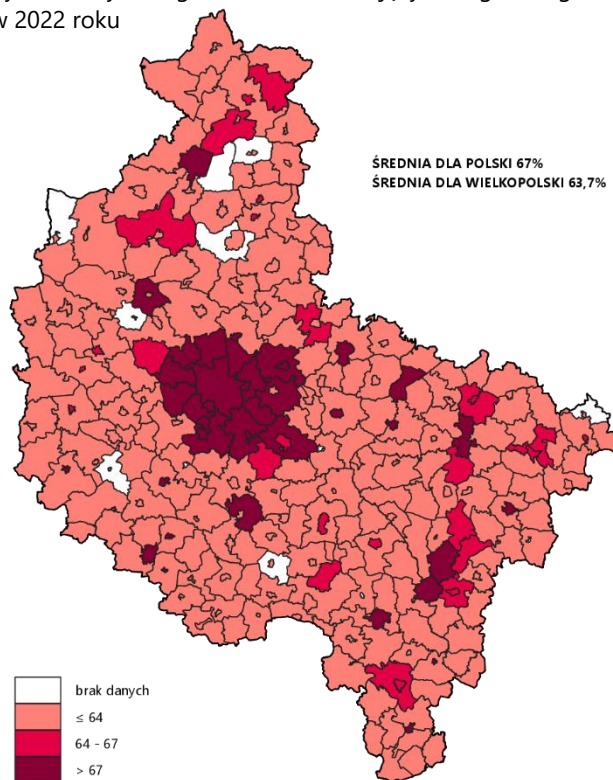 w 2022 roku
ŚREDNIA DLA POLSKI 67%
ŚREDNIA DLA WIELKOPOLSKI 63,7%
brak danych
≤ 64
64 - 67
> 67